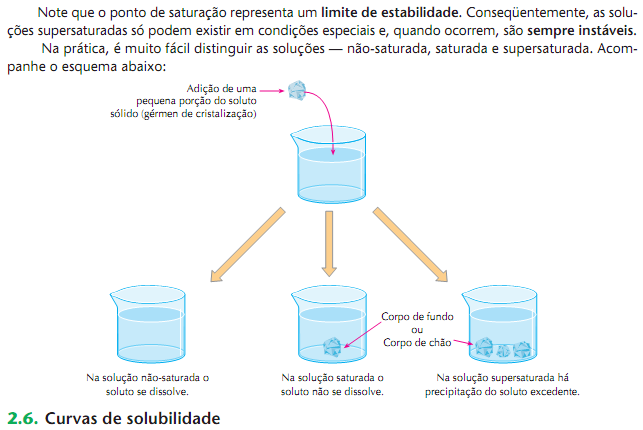 Note que o ponto de saturação representa um limite de estabilidade. Conseqüentemente, as solu-
ções supersaturadas só podem existir em condições especiais e, quando ocorrem, são sempre instáveis.
Na prática, é muito fácil distinguir as soluções — não-saturada, saturada e supersaturada. Acom-
panhe o esquema abaixo:
Adição de uma
pequena porção do soluto
sólido (gérmen de cristalização)
Corpo de fundo
ou
Corpo de chão
Na solução não-saturada o
soluto se dissolve.
Na solução saturada o
soluto não se dissolve.
Na solução supersaturada há
precipitação do soluto excedente.
2.6. Curvas de solubilidade